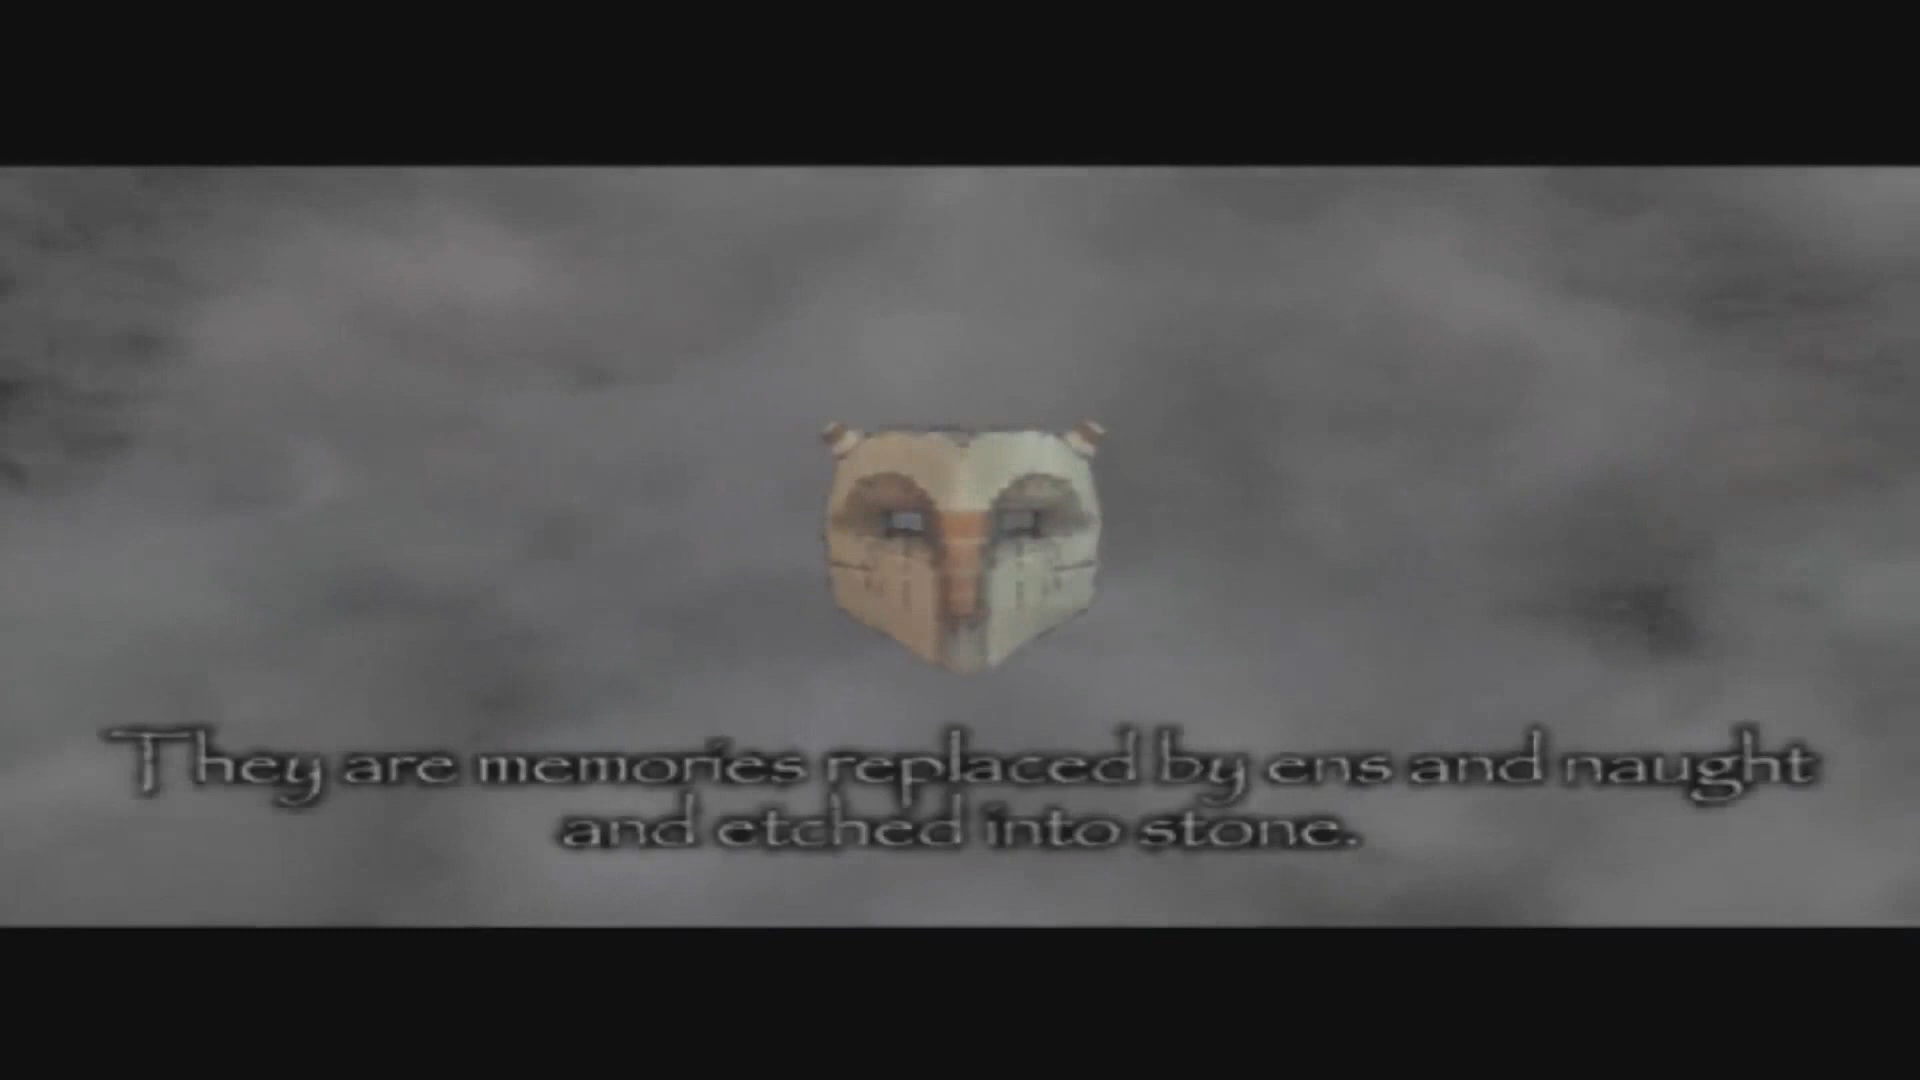 They are memories replaced by ens and naught
and etched into stone.